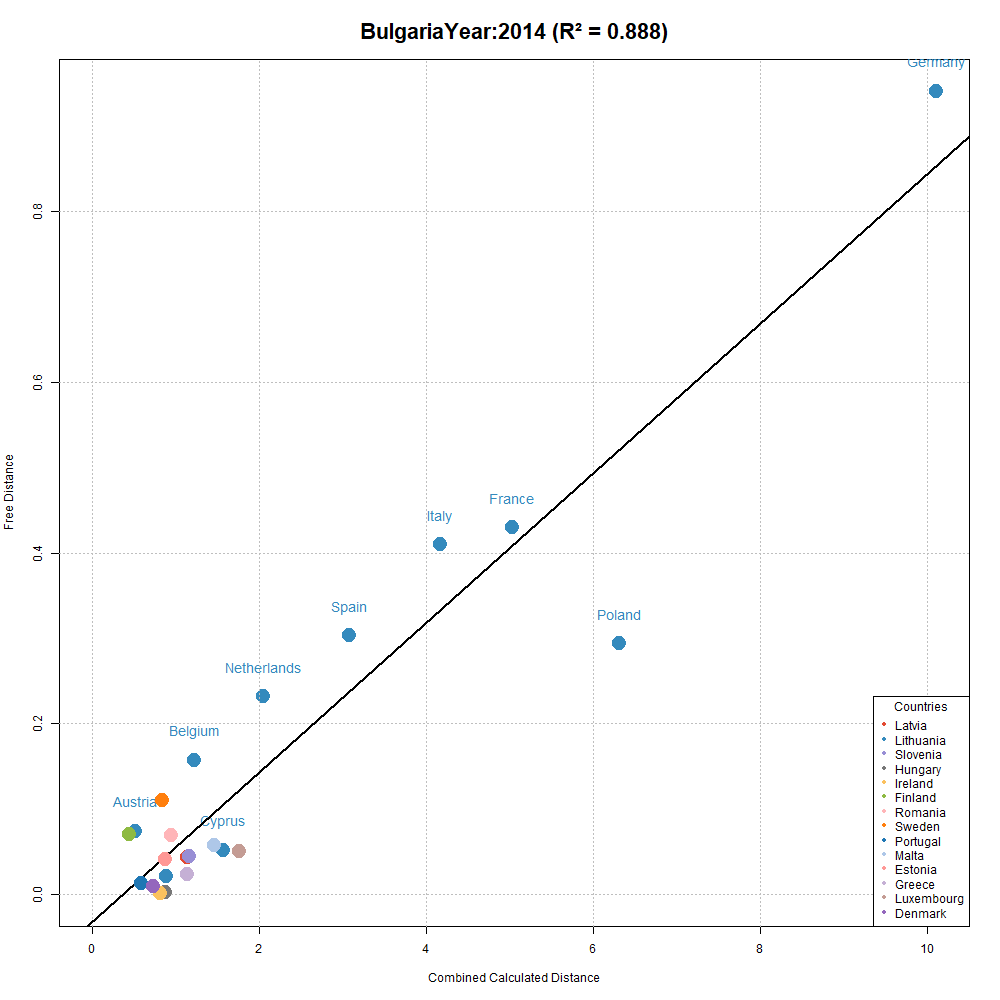 BulgariaYear:2014 (R² = 0.888)
Germany
0.8
0.6
France
Italy
0.4
Free Distance
Spain
Poland
Netherlands
0.2
Belgium
Austria
Cyprus
0.0
Countries
Latvia
Lithuania
Slovenia
Hungary
Ireland
Finland
Romania
Sweden
Portugal
Malta
Estonia
Greece
Luxembourg
Denmark
0 2 4 6 8 10
Combined Calculated Distance